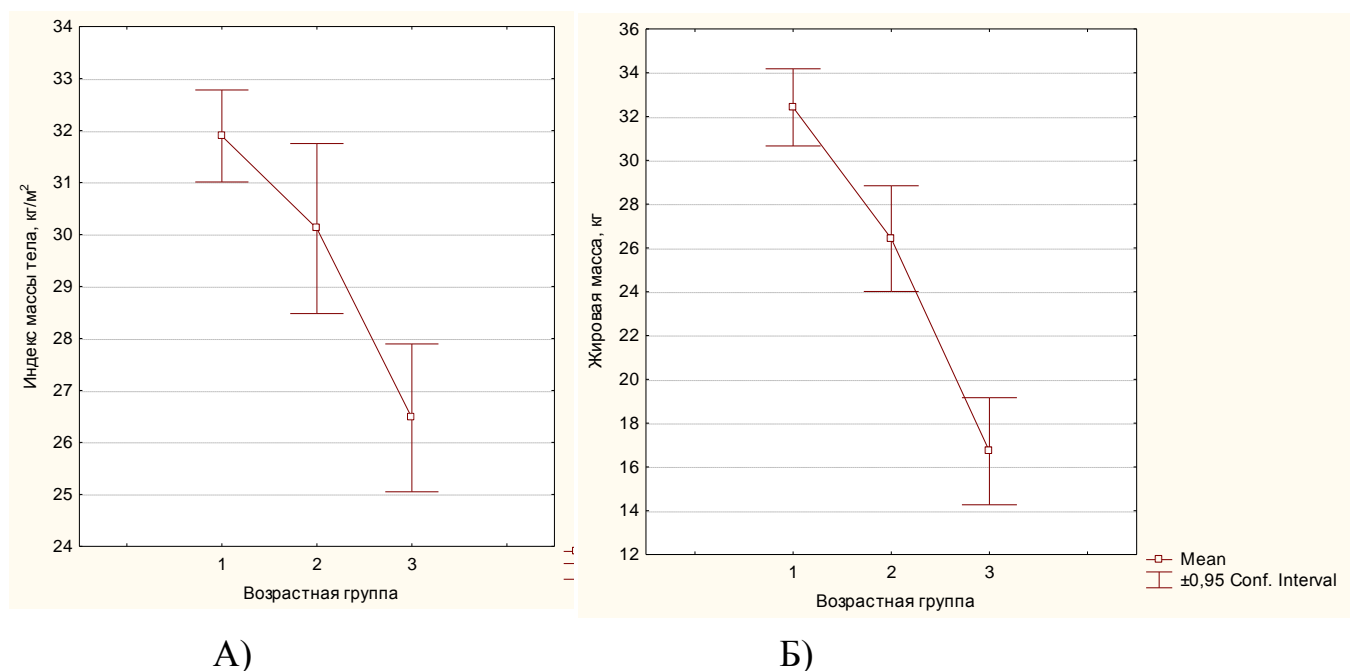 34
33
32
31
30
29
28
27
26
25
24
Индекс массы тела, кг/м²
1 2 3
Возрастная группа
36
34
32
30
28
26
24
22
20
18
16
14
12
Жировая масса, кг
1 2 3
Возрастная группа
Mean
±0,95 Conf. Interval
А) Б)